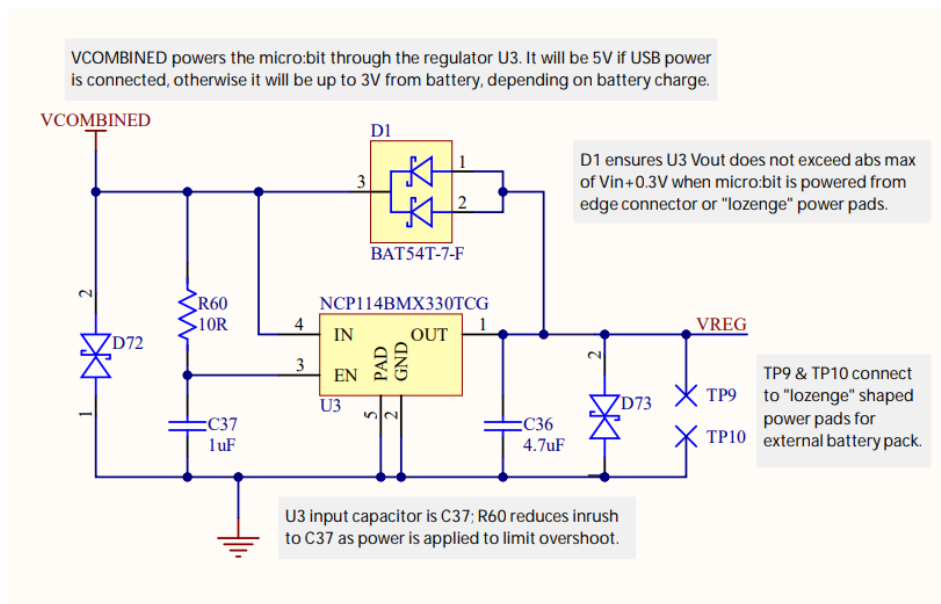 VCOMBINED powers the micro:bit through the regulator U3. It will be 5V if USB power
is connected, otherwise it will be up to 3V from battery, depending on battery charge.
VCOMBINED
D1
3
1
2
BAT54T-7-F
D1 ensures U3 Vout does not exceed abs max
of Vin+0.3V when micro:bit is powered from
edge connector or "lozenge" power pads.
2
D72
1
R60
10R
NCP114BMX330TCG
4
IN
OUT
1
3
EN
PAD
GND
U3
5
2
C37
1uF
C36
4.7uF
2
D73
VREG
TP9
TP10
TP9 & TP10 connect
to "lozenge" shaped
power pads for
external battery pack.
U3 input capacitor is C37; R60 reduces inrush
to C37 as power is applied to limit overshoot.